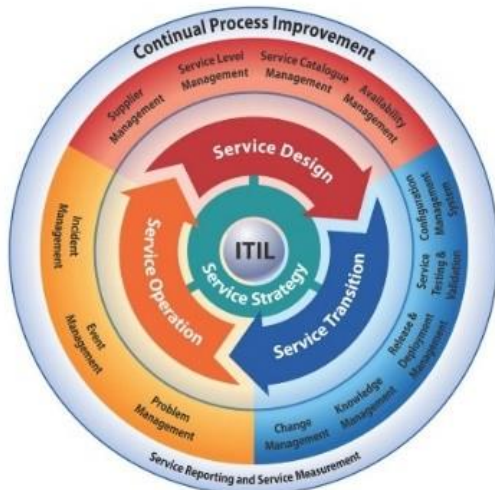 Continual Process Improvement
Supplier
Management
Service Level
Management
Service Catalogue
Management
Availability
Management
Service Design
Configuration
Management
System
Service
Testing &
Validation
Release &
Deployment
Management
Knowledge
Management
Change
Management
Service Transition
ITIL
Service Strategy
Service Operation
Incident
Management
Event
Management
Problem
Management
Service Reporting and Service Measurement